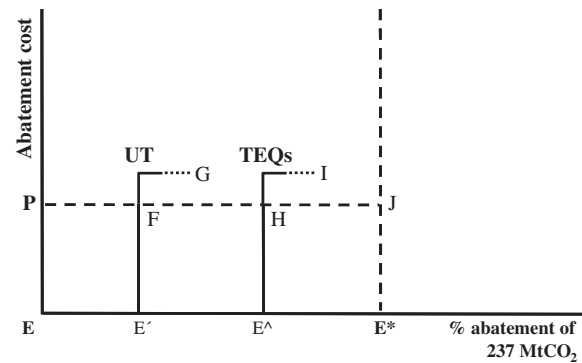 Abatement cost
UT
TEQs
G
I
P
J
F
H
E
E´
E^
E*
% abatement of
237 MtCO₂